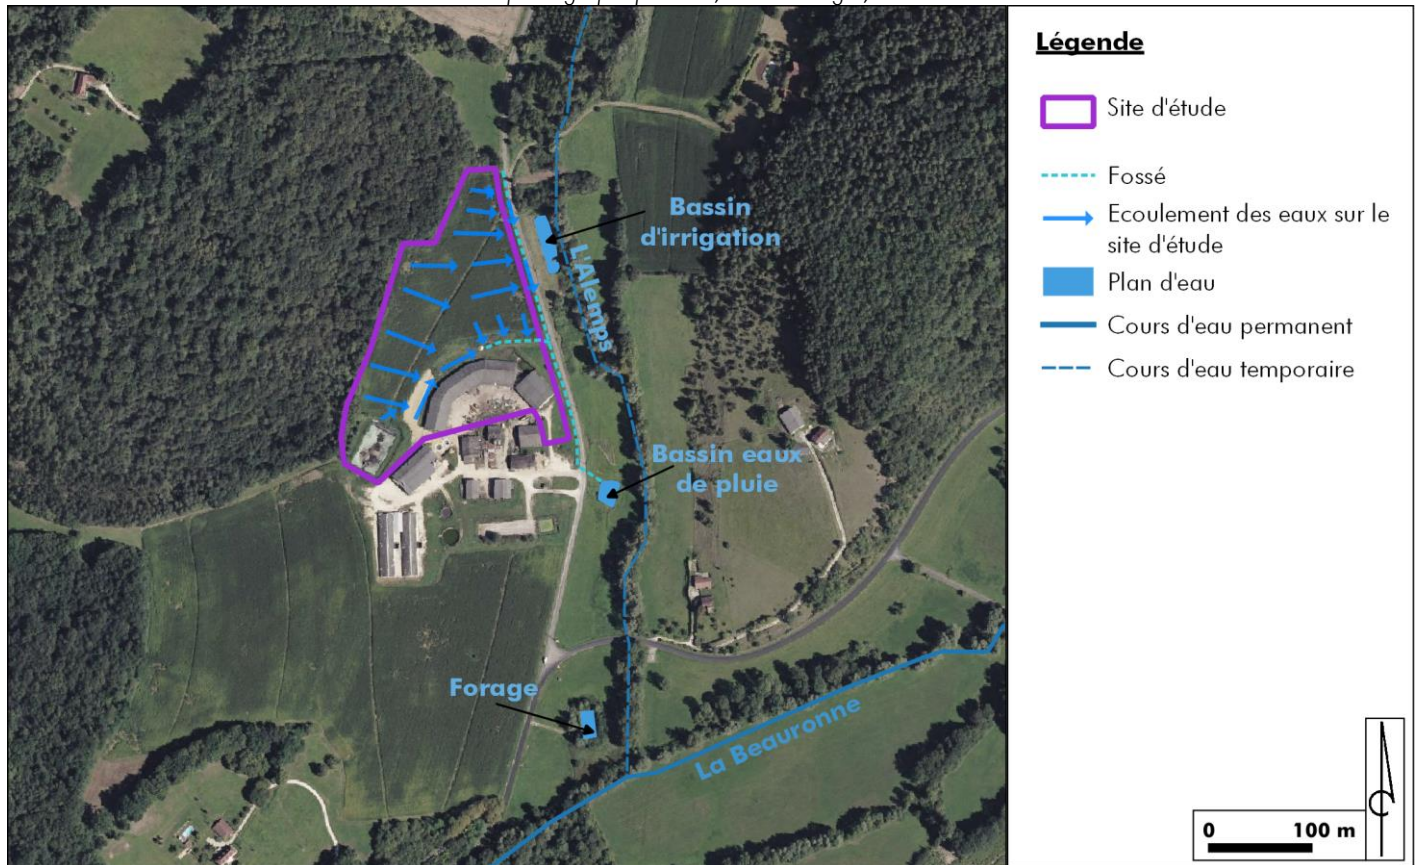 Légende
Site d'étude
Fossé
Ecoulement des eaux sur le
site d'étude
Plan d'eau
Cours d'eau permanent
Cours d'eau temporaire
Bassin
d'irrigation
L'Alemps
Bassin eaux
de pluie
Forage
La Beauronne
0 100 m